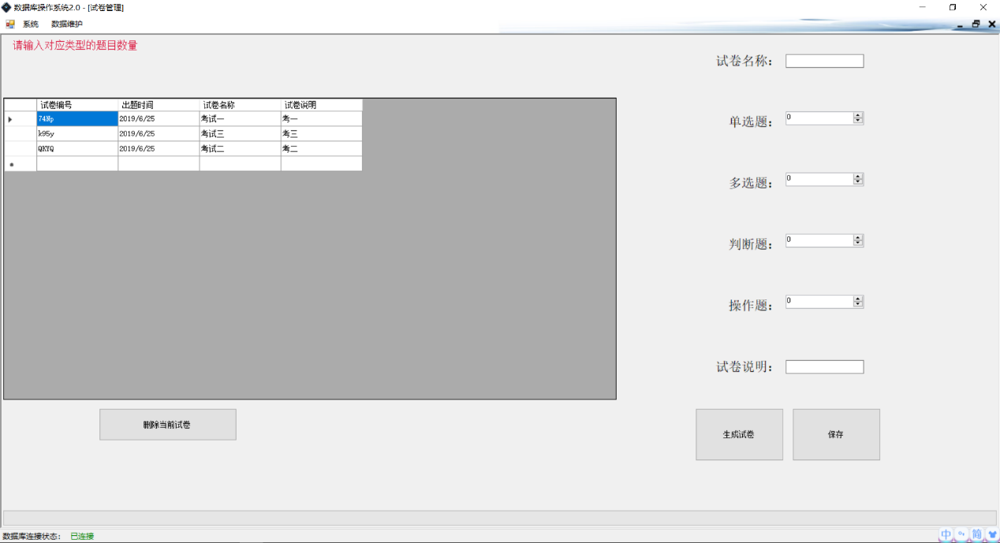 数据库操作系统2.0 - [试卷管理]
系统 数据维护
请输入对应类型的题目数量
试卷编号 出题时间 试卷名称 试卷说明
74Np 2019/6/25 考试一 考一
k95y 2019/6/25 考试三 考三
QKYQ 2019/6/25 考试二 考二
删除当前试卷
试卷名称：
单选题： 0
多选题： 0
判断题： 0
操作题： 0
试卷说明：
生成试卷 保存
数据库连接状态： 已连接
中 简